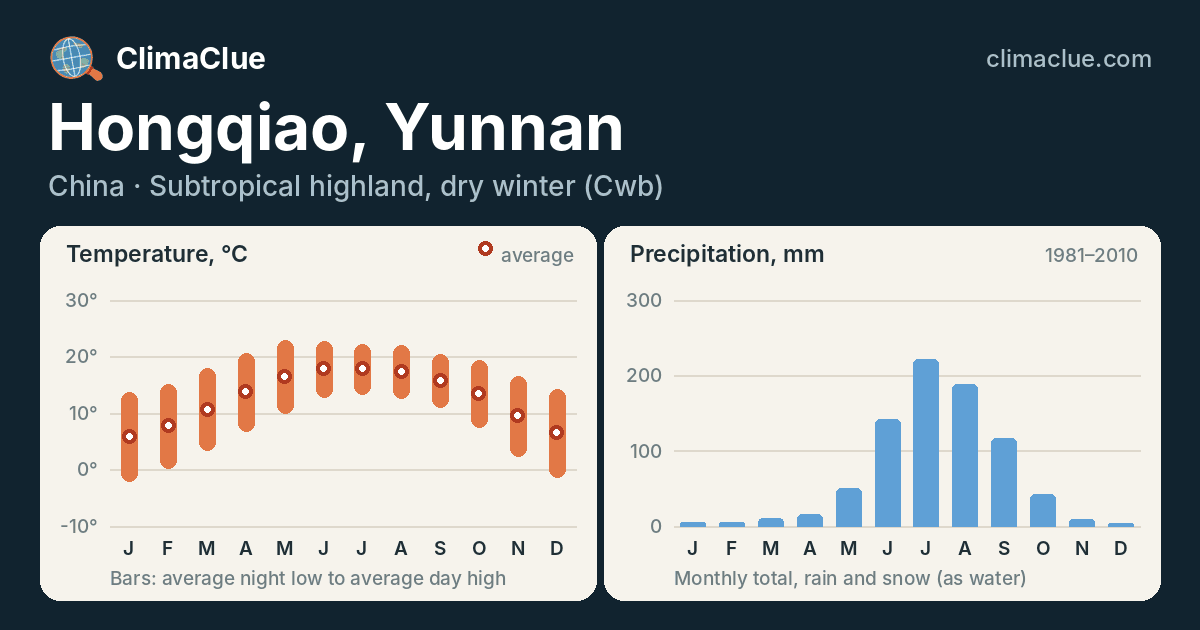 ClimaClue
climaclue.com
Hongqiao, Yunnan
China · Subtropical highland, dry winter (Cwb)
Temperature, °C
average
30°
20°
10°
0°
-10°
J F M A M J J A S O N D
Bars: average night low to average day high
Precipitation, mm
1981–2010
300
200
100
0
J F M A M J J A S O N D
Monthly total, rain and snow (as water)